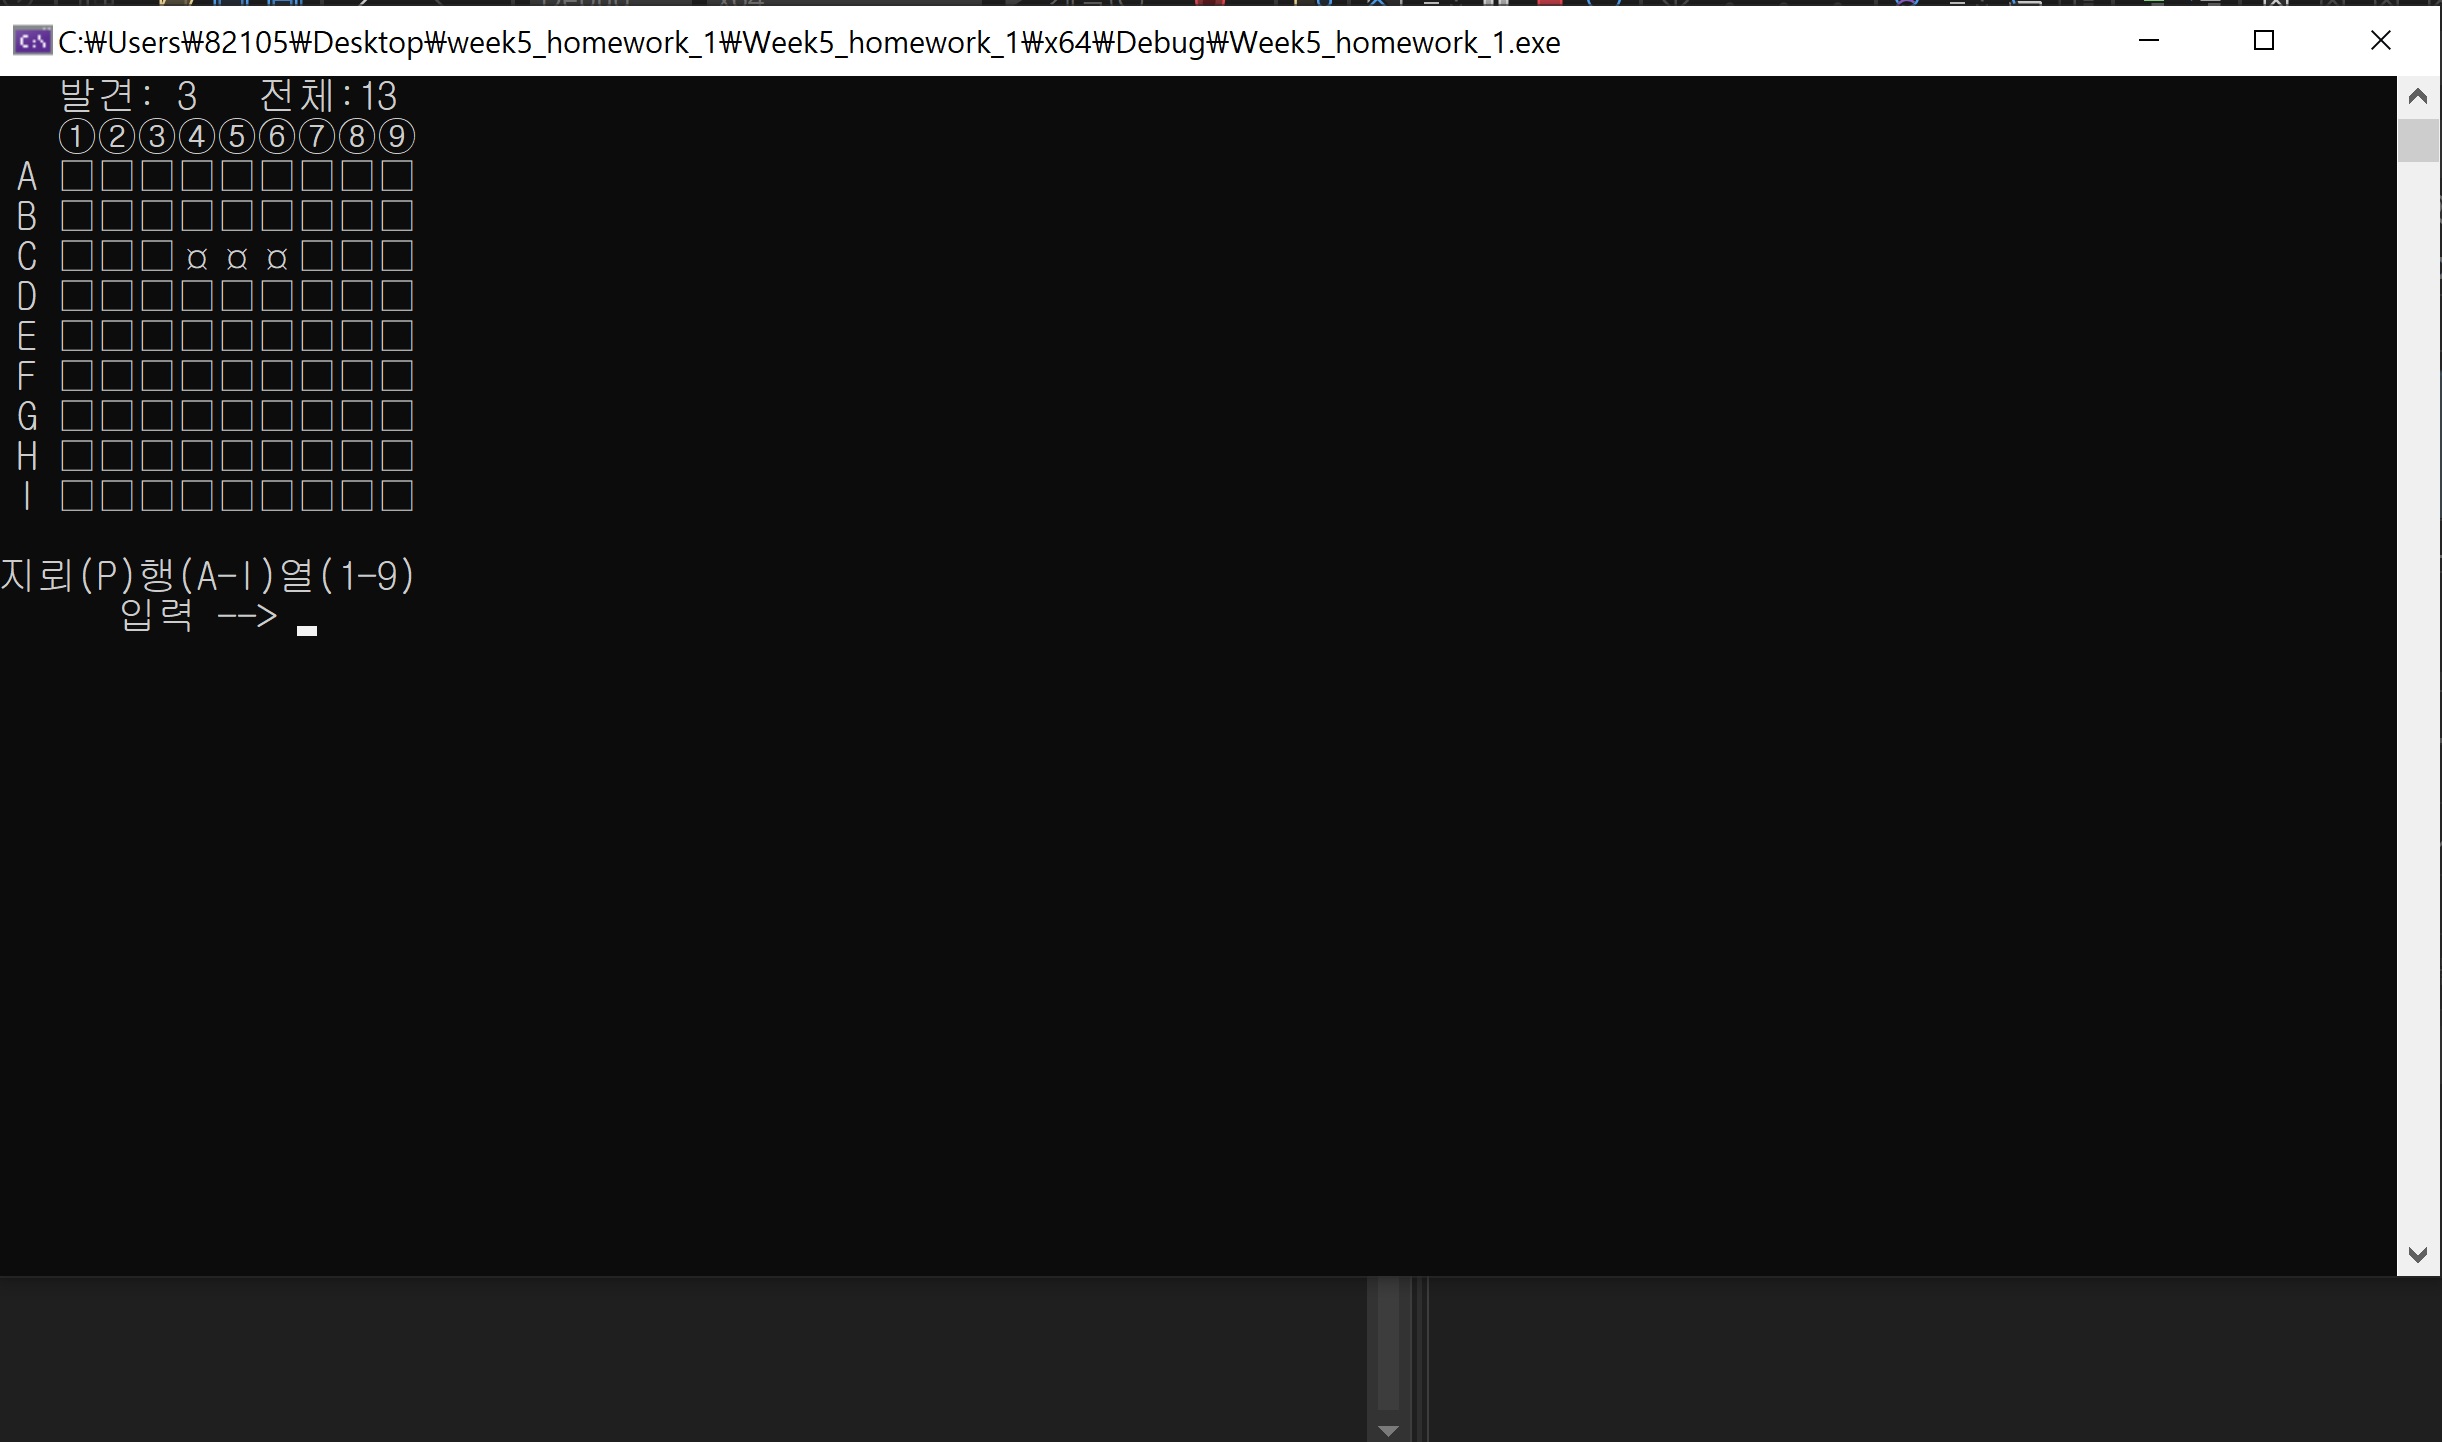 C:₩Users₩82105₩Desktop₩week5_homework_1₩Week5_homework_1₩x64₩Debug₩Week5_homework_1.exe
발견: 3 전체:13
①②③④⑤⑥⑦⑧⑨
A □□□□□□□□□
B □□□□□□□□□
C □□□¤¤¤□□□
D □□□□□□□□□
E □□□□□□□□□
F □□□□□□□□□
G □□□□□□□□□
H □□□□□□□□□
I □□□□□□□□□
지뢰(P)행(A-I)열(1-9)
입력 -->